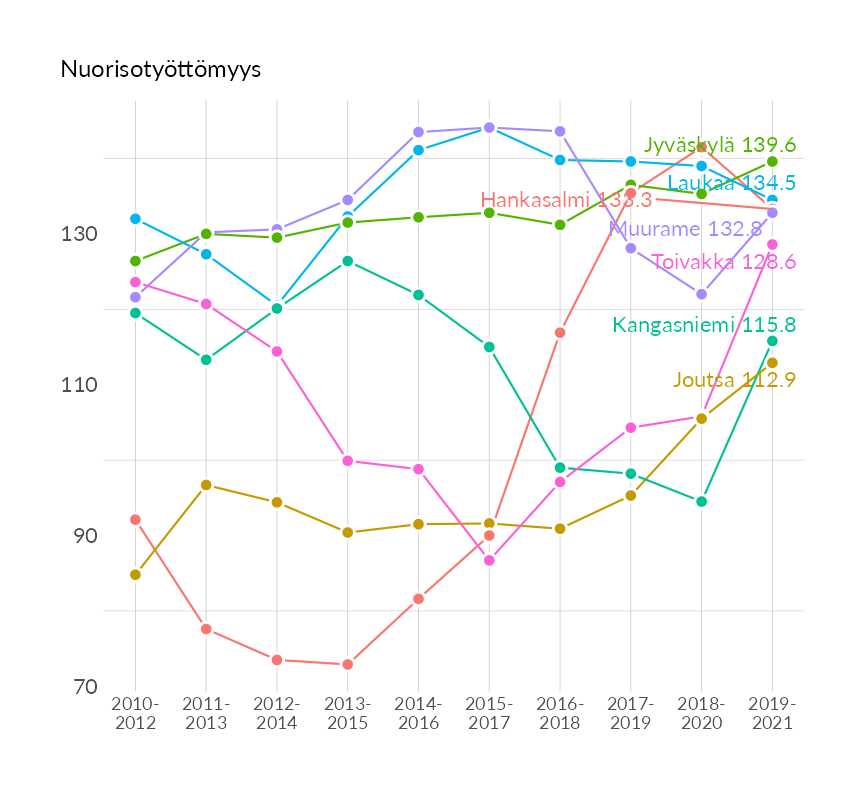 Nuorisotyöttömyys
Jyväskylä 139.6
Laukaa 134.5
Hankasalmi 133.3
130
Muurame 132.8
Toivakka 128.6
Kangasniemi 115.8
110
Joutsa 112.9
90
70
2010-2012 2011-2013 2012-2014 2013-2015 2014-2016 2015-2017 2016-2018 2017-2019 2018-2020 2019-2021